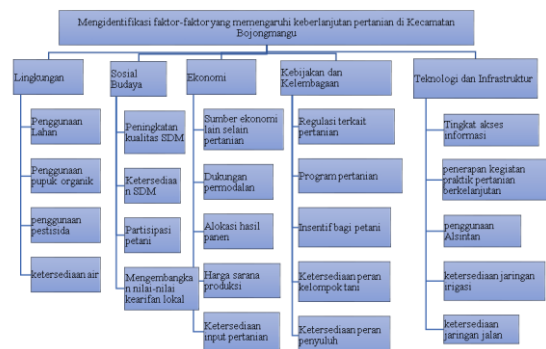 Mengidentifikasi faktor-faktor yang memengaruhi keberlanjutan pertanian di Kecamatan
Bojongmangu
Lingkungan
Penggunaan
Lahan
Penggunaan
pupuk organik
penggunaan
pestisida
ketersediaan air
Sosial
Budaya
Peningkatan
kualitas SDM
Ketersediaa
n SDM
Partisipasi
petani
Mengembangka
n nilai-nilai
kearifan lokal
Ekonomi
Sumber ekonomi
lain selain
pertanian
Dukungan
permodalan
Alokasi hasil
panen
Harga sarana
produksi
Ketersediaan
input pertanian
Kebijakan dan
Kelembagaan
Regulasi terkait
pertanian
Program pertanian
Insentif bagi petani
Ketersediaan peran
kelompok tani
Ketersediaan peran
penyuluh
Teknologi dan Infrastruktur
Tingkat akses
informasi
penerapan kegiatan
praktik pertanian
berkelanjutan
penggunaan
Alsintan
ketersediaan jaringan
irigasi
ketersediaan
jaringan jalan